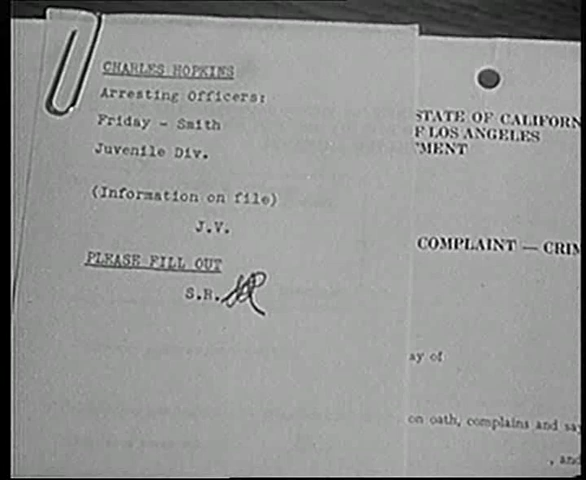 CHARLES HOPKINS
Arresting Officers:
Friday - Smith
Juvenile Div.
(Information on file)
J.V.
PLEASE FILL OUT
S.R.
STATE OF CALIFORN
F LOS ANGELES
MENT
COMPLAINT — CRIM
ay of
on oath, complains and say
, and